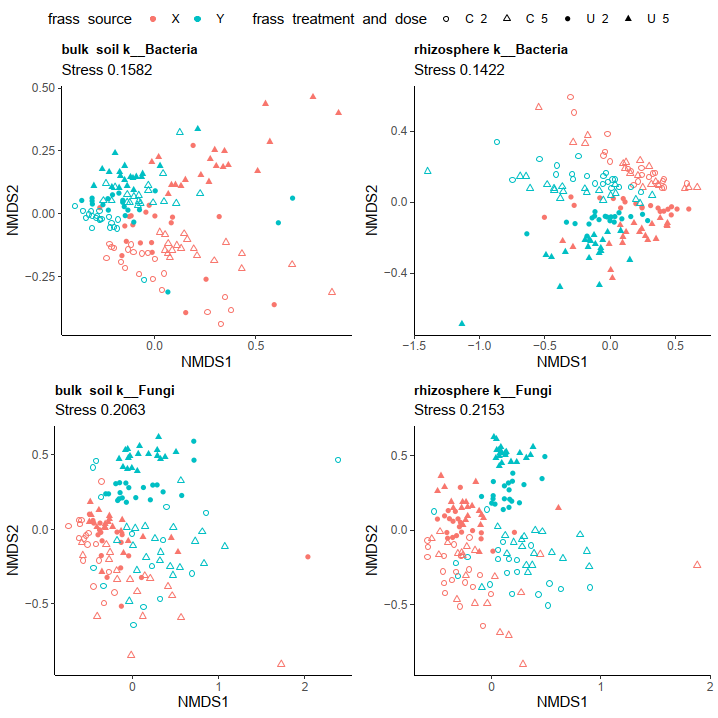 frass source X Y frass treatment and dose C 2 C 5 U 2 U 5
bulk soil k__Bacteria
Stress 0.1582
0.50
0.25
0.00
−0.25
NMDS2
0.0 0.5
NMDS1
rhizosphere k__Bacteria
Stress 0.1422
0.4
0.0
−0.4
NMDS2
−1.5 −1.0 −0.5 0.0 0.5
NMDS1
bulk soil k__Fungi
Stress 0.2063
0.5
0.0
−0.5
NMDS2
0 1 2
NMDS1
rhizosphere k__Fungi
Stress 0.2153
0.5
0.0
−0.5
NMDS2
0 1 2
NMDS1